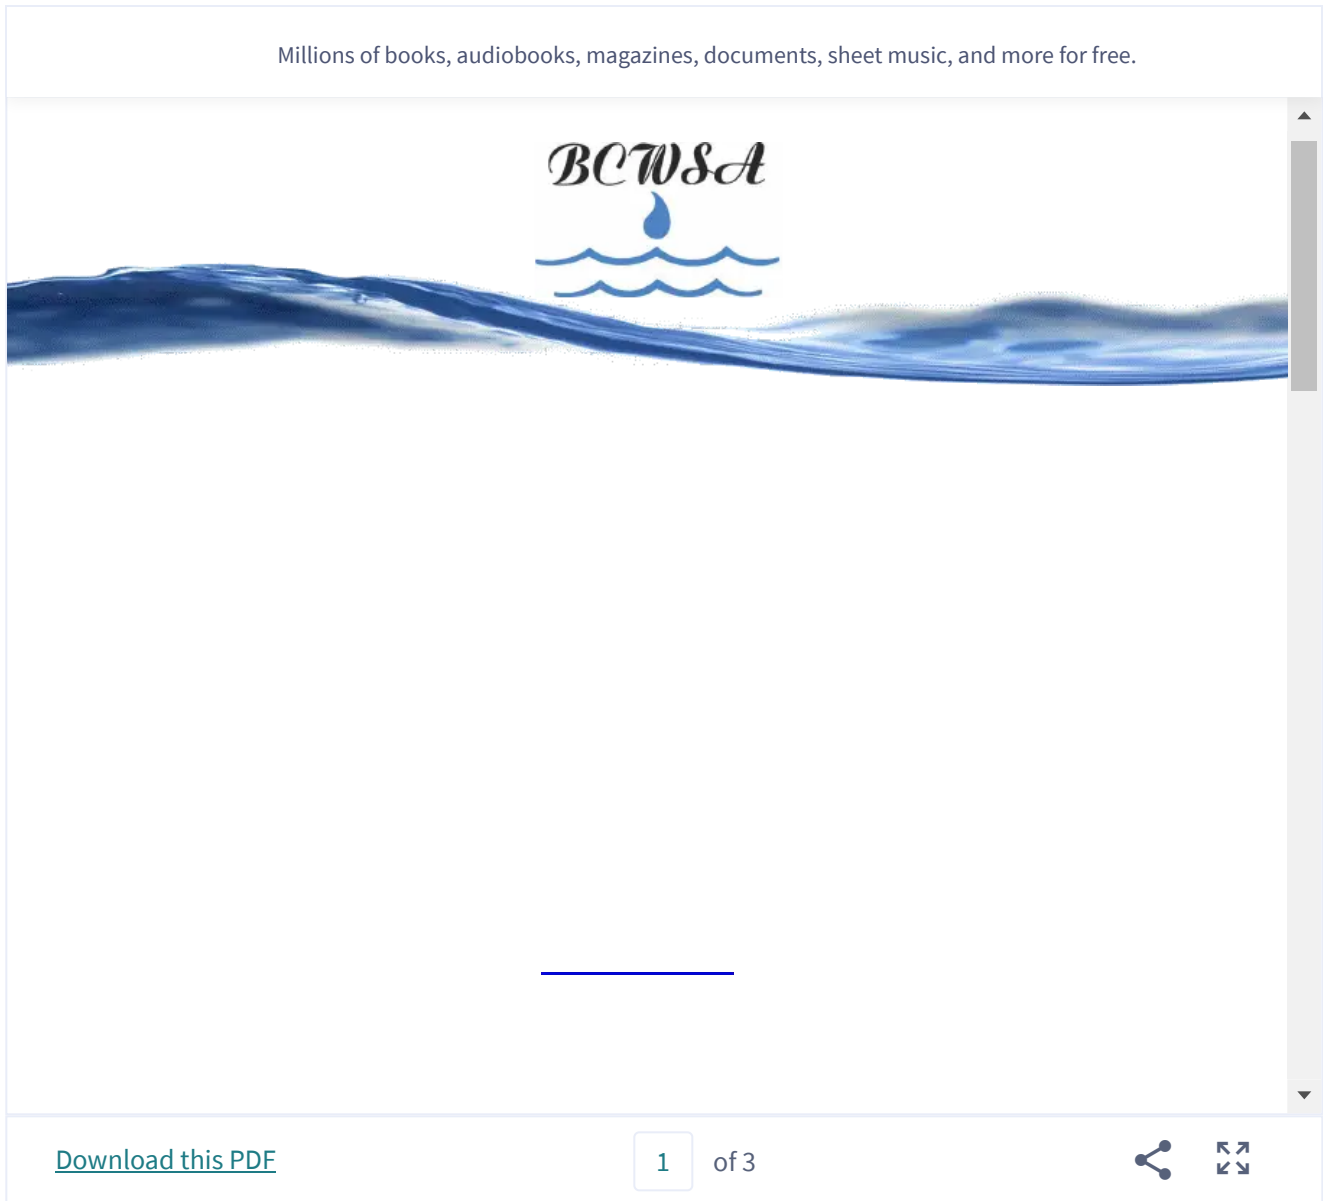 Millions of books, audiobooks, magazines, documents, sheet music, and more for free.
BCWSA
Download this PDF
1 of 3